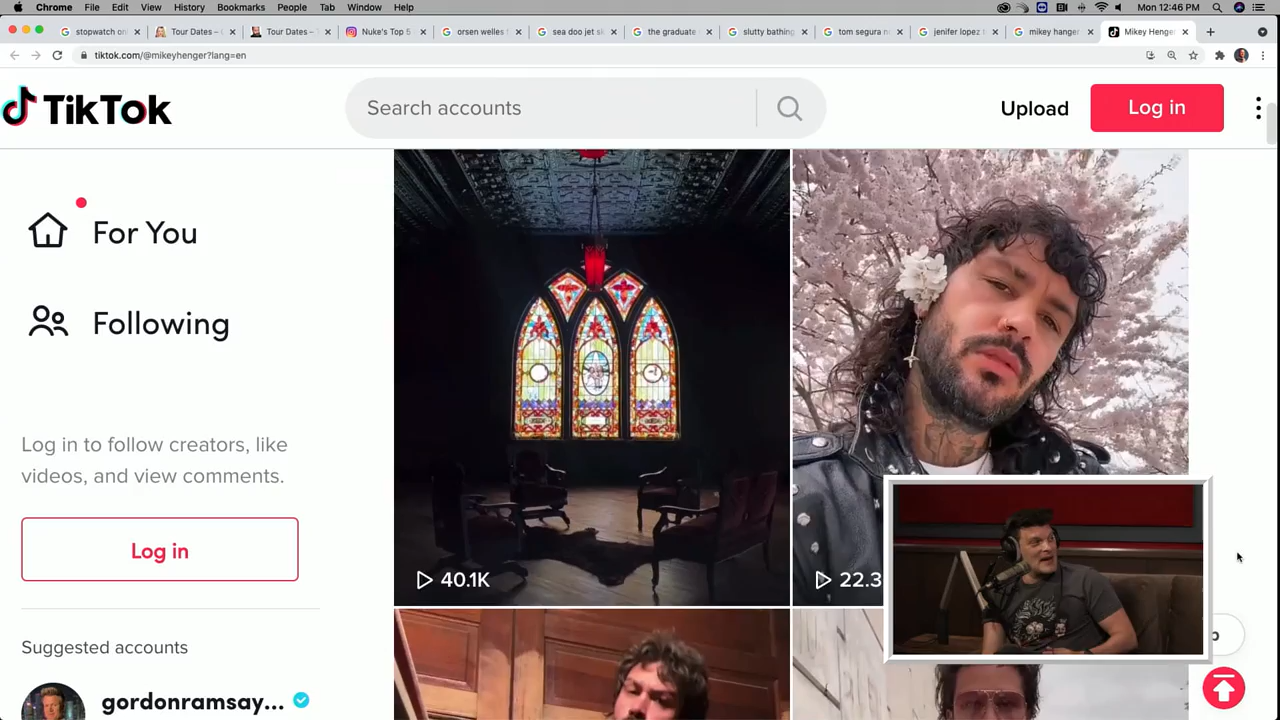 Chrome File Edit View History Bookmarks People Tab Window Help
Mon 12:46 PM
stopwatch on
Tour Dates –
Tour Dates –
Nuke's Top
orsen welles f
sea doo jet sk
the graduate
slutty bathing
tom segura n
jenifer lopez
mikey hanger
Mikey Henge
tiktok.com/@mikeyhenger?lang=en
TikTok
Search accounts
Upload
Log in
For You
Following
Log in to follow creators, like
videos, and view comments.
Log in
Suggested accounts
gordonramsay...
40.1K
22.3